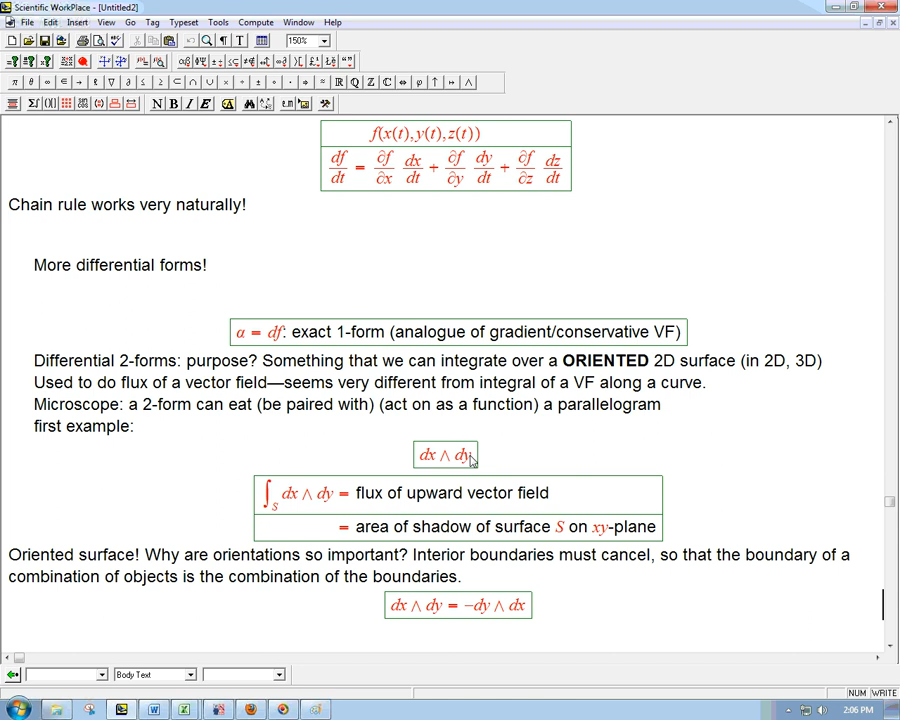 Scientific WorkPlace - [Untitled2]
File Edit Insert View Go Tag Typeset Tools Compute Window Help
150%
f(x(t),y(t),z(t))
df/dt = ∂f/∂x dx/dt + ∂f/∂y dy/dt + ∂f/∂z dz/dt
Chain rule works very naturally!
More differential forms!
α = df: exact 1-form (analogue of gradient/conservative VF)
Differential 2-forms: purpose? Something that we can integrate over a ORIENTED 2D surface (in 2D, 3D)
Used to do flux of a vector field—seems very different from integral of a VF along a curve.
Microscope: a 2-form can eat (be paired with) (act on as a function) a parallelogram
first example:
dx ∧ dy
∫_S dx ∧ dy = flux of upward vector field
= area of shadow of surface S on xy-plane
Oriented surface! Why are orientations so important? Interior boundaries must cancel, so that the boundary of a
combination of objects is the combination of the boundaries.
dx ∧ dy = −dy ∧ dx
Body Text
NUM WRITE
2:06 PM